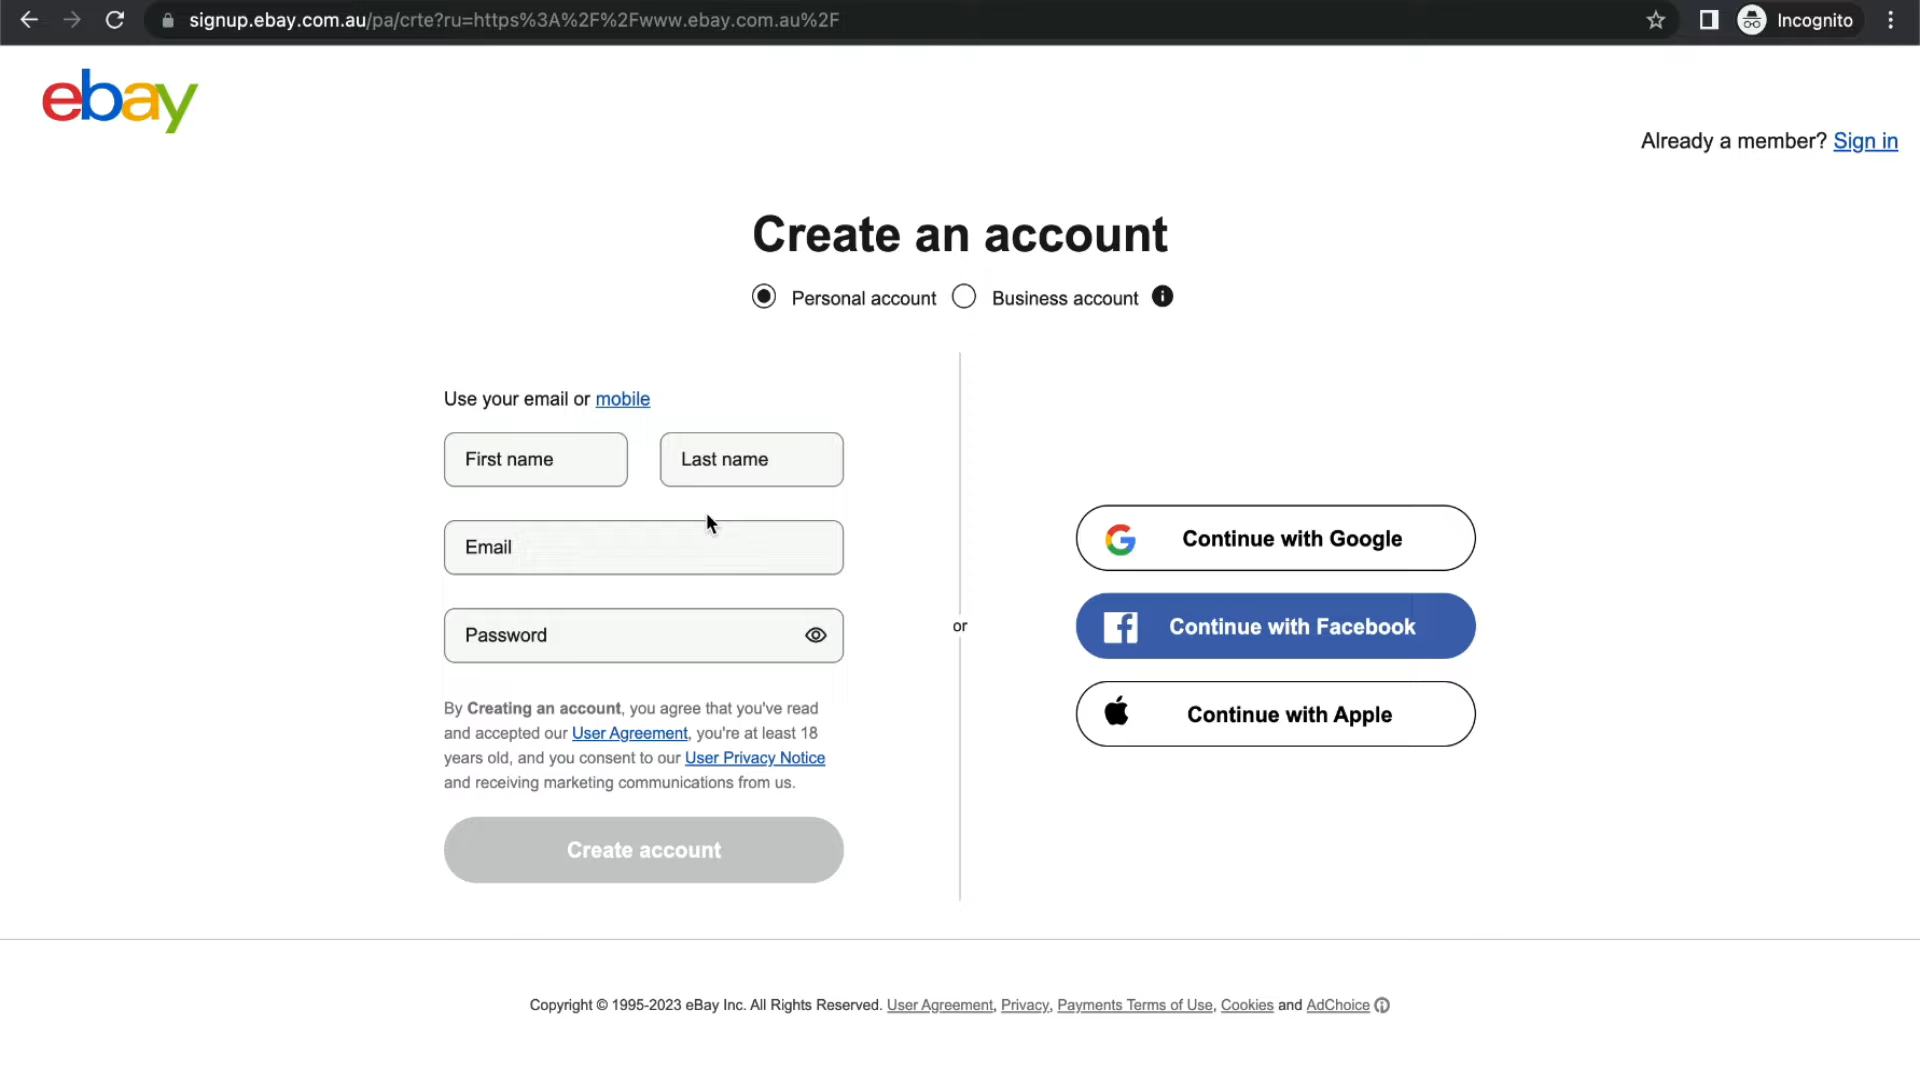 signup.ebay.com.au/pa/crte?ru=https%3A%2F%2Fwww.ebay.com.au%2F
Incognito
ebay
Already a member? Sign in
Create an account
Personal account
Business account
Use your email or mobile
First name
Last name
Email
Password
By Creating an account, you agree that you've read
and accepted our User Agreement, you're at least 18
years old, and you consent to our User Privacy Notice
and receiving marketing communications from us.
Create account
or
Continue with Google
Continue with Facebook
Continue with Apple
Copyright © 1995-2023 eBay Inc. All Rights Reserved. User Agreement, Privacy, Payments Terms of Use, Cookies and AdChoice